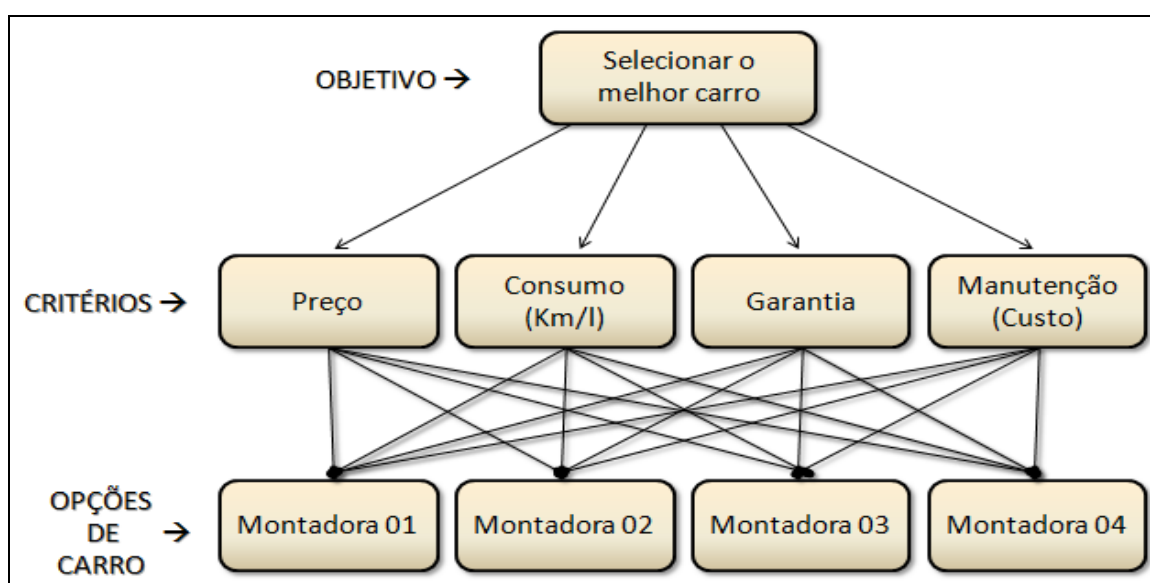 OBJETIVO →
Selecionar o
melhor carro
CRITÉRIOS →
Preço
Consumo
(Km/l)
Garantia
Manutenção
(Custo)
OPÇÕES
DE →
CARRO
Montadora 01
Montadora 02
Montadora 03
Montadora 04